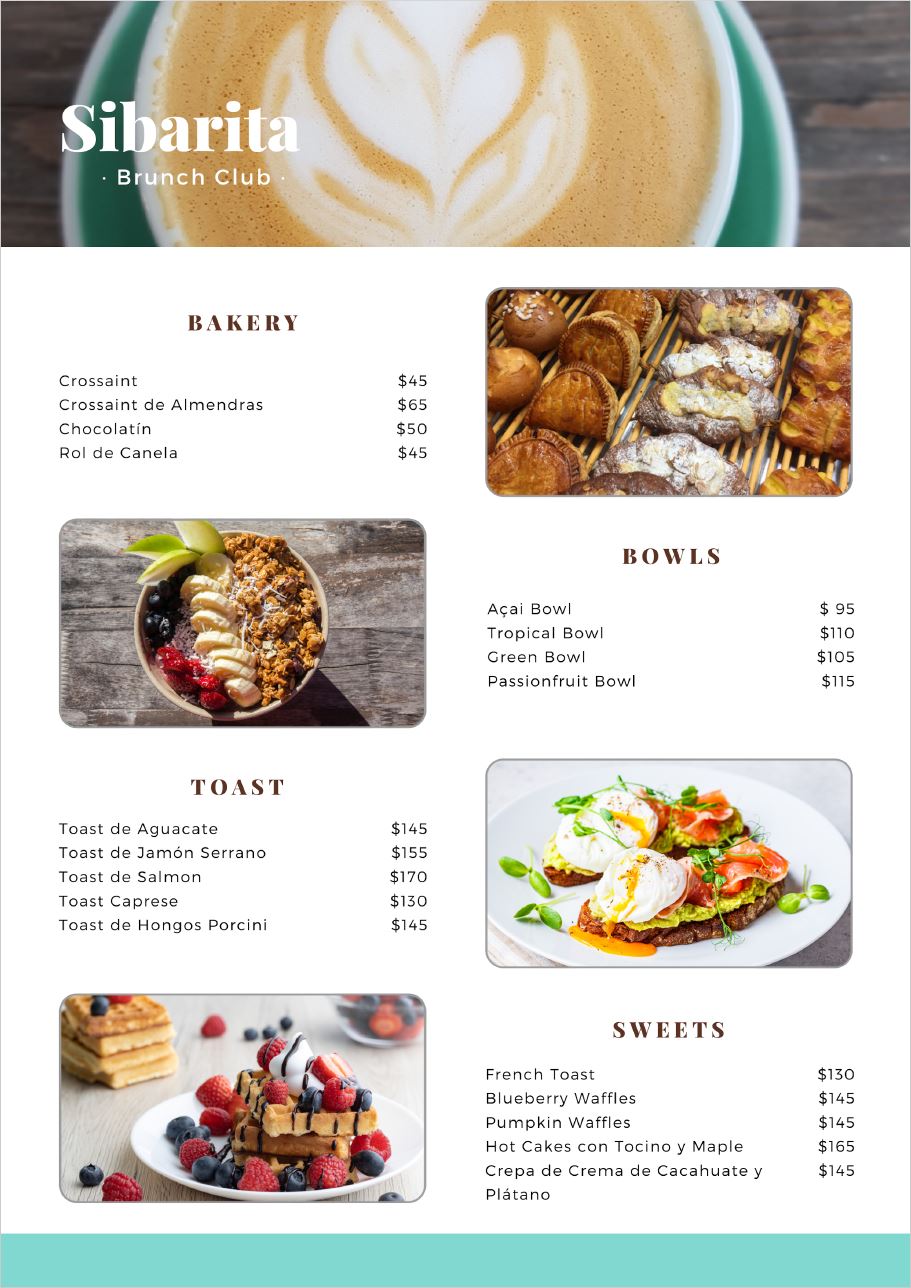 Sibarita
· Brunch Club ·
BAKERY
Crossaint $45
Crossaint de Almendras $65
Chocolatín $50
Rol de Canela $45
BOWLS
Açai Bowl $ 95
Tropical Bowl $110
Green Bowl $105
Passionfruit Bowl $115
TOAST
Toast de Aguacate $145
Toast de Jamón Serrano $155
Toast de Salmon $170
Toast Caprese $130
Toast de Hongos Porcini $145
SWEETS
French Toast $130
Blueberry Waffles $145
Pumpkin Waffles $145
Hot Cakes con Tocino y Maple $165
Crepa de Crema de Cacahuate y $145
Plátano